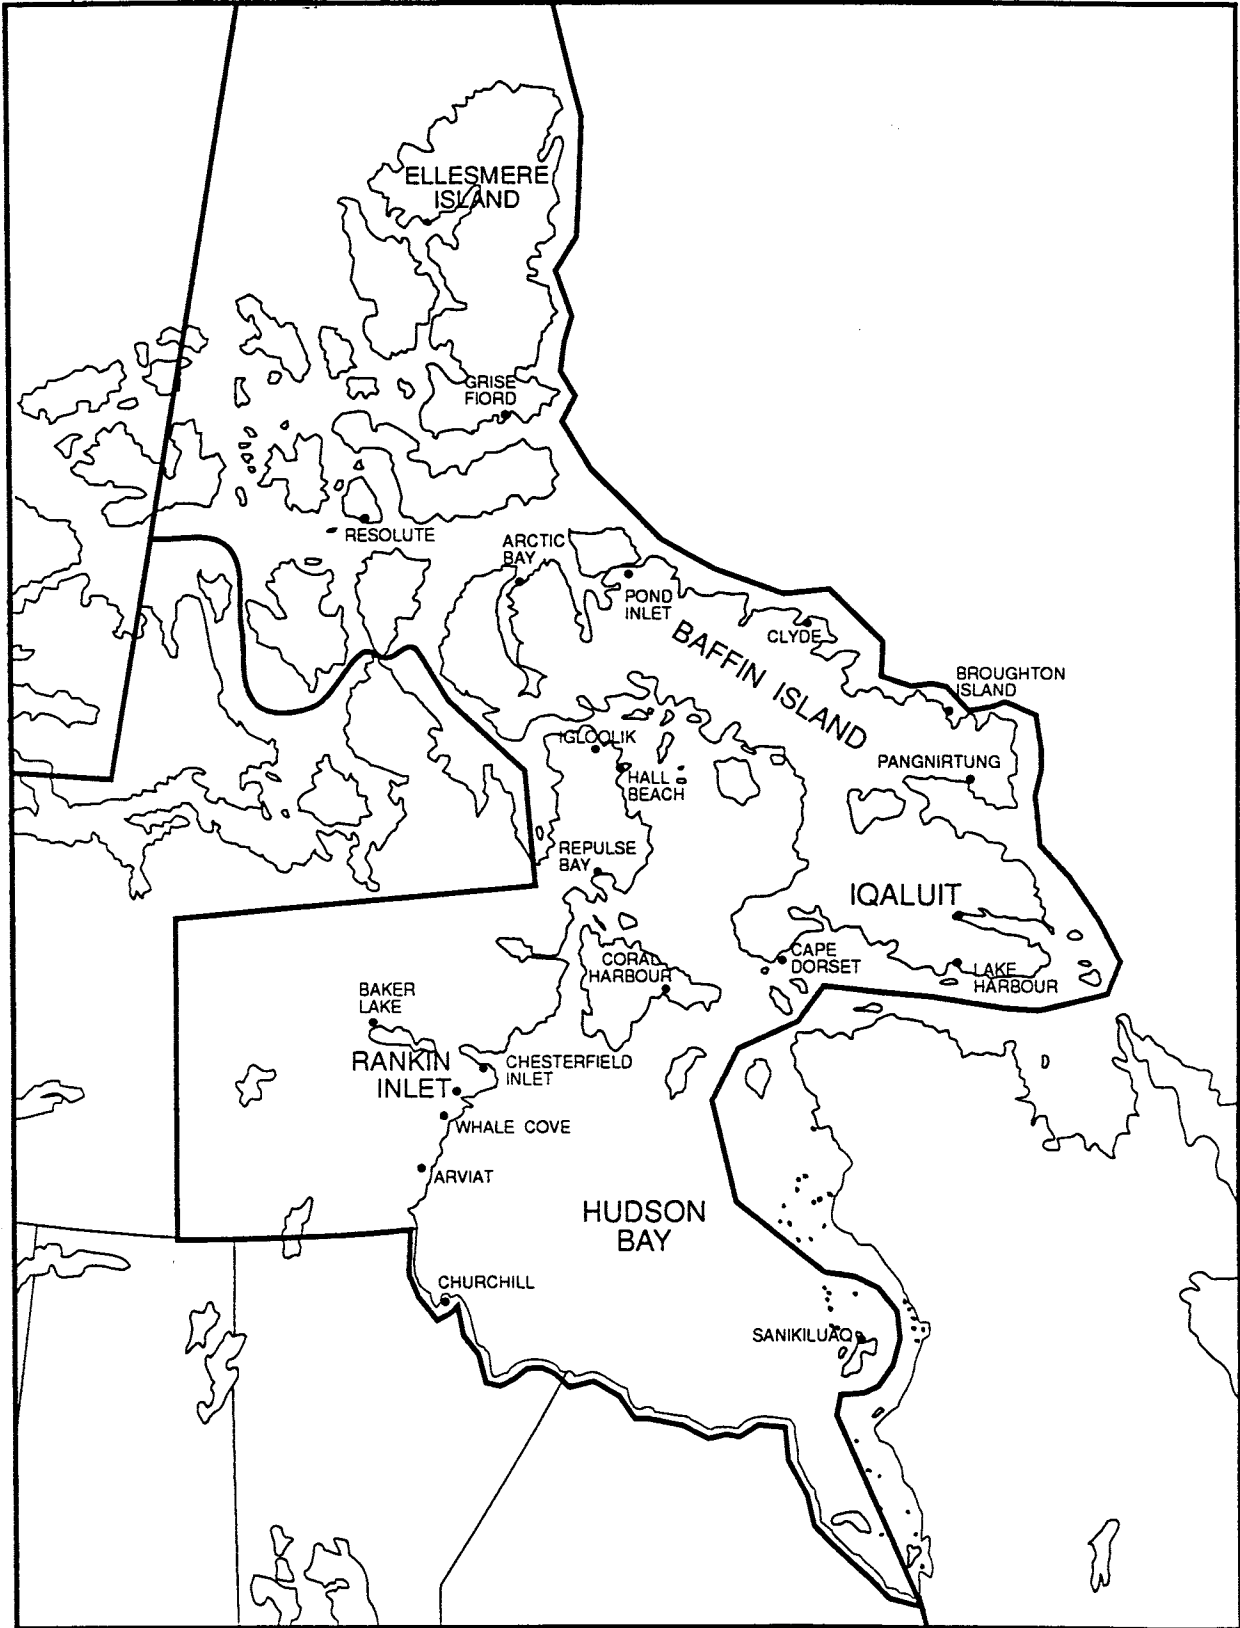 ELLESMERE
ISLAND
GRISE
FIORD
RESOLUTE
ARCTIC
BAY
POND
INLET
CLYDE
BAFFIN ISLAND
BROUGHTON
ISLAND
IGLOOLIK
PANGNIRTUNG
HALL
BEACH
REPULSE
BAY
IQALUIT
CAPE
DORSET
LAKE
HARBOUR
CORAL
HARBOUR
BAKER
LAKE
RANKIN
INLET
CHESTERFIELD
INLET
WHALE COVE
ARVIAT
HUDSON
BAY
CHURCHILL
SANIKILUAQ